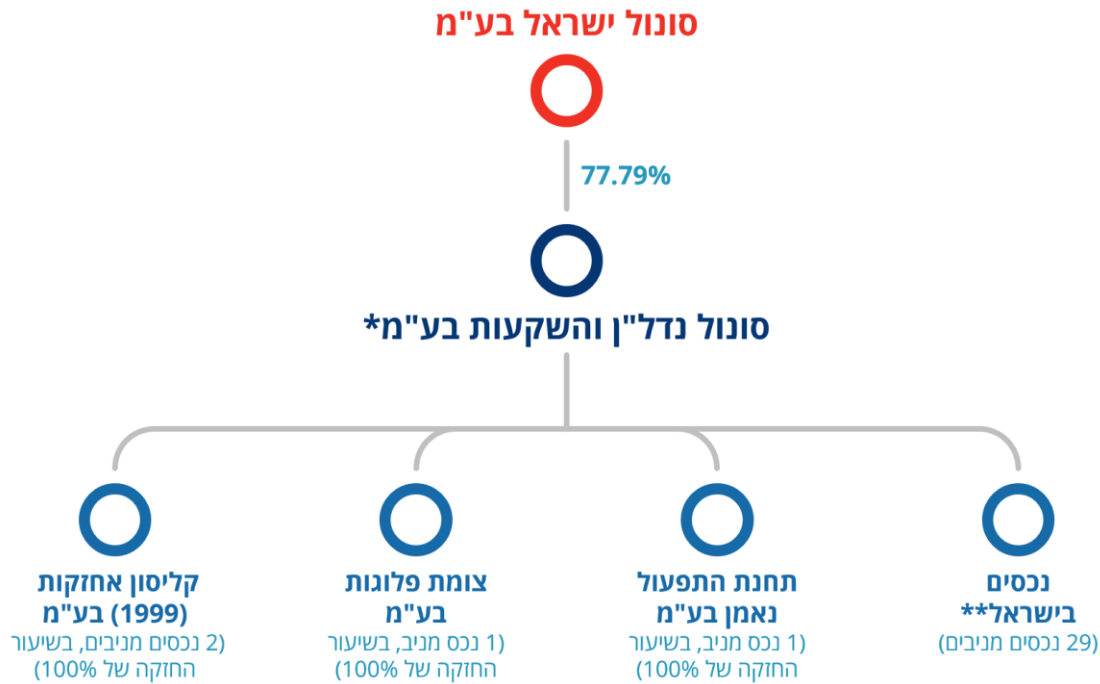 סונול ישראל בע"מ
77.79%
סונול נדל"ן והשקעות בע"מ*
נכסים
בישראל**
(29 נכסים מניבים)
תחנת התפעול
נאמן בע"מ
(1 נכס מניב, בשיעור
החזקה של 100%)
צומת פלוגות
בע"מ
(1 נכס מניב, בשיעור
החזקה של 100%)
קליסון אחזקות
(1999) בע"מ
(2 נכסים מניבים, בשיעור
החזקה של 100%)